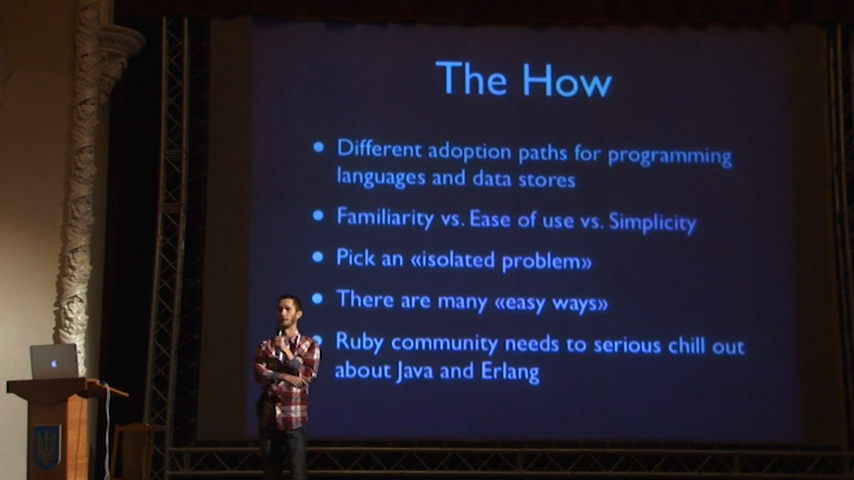 The How
• Different adoption paths for programming
languages and data stores
• Familiarity vs. Ease of use vs. Simplicity
• Pick an «isolated problem»
• There are many «easy ways»
• Ruby community needs to serious chill out
about Java and Erlang